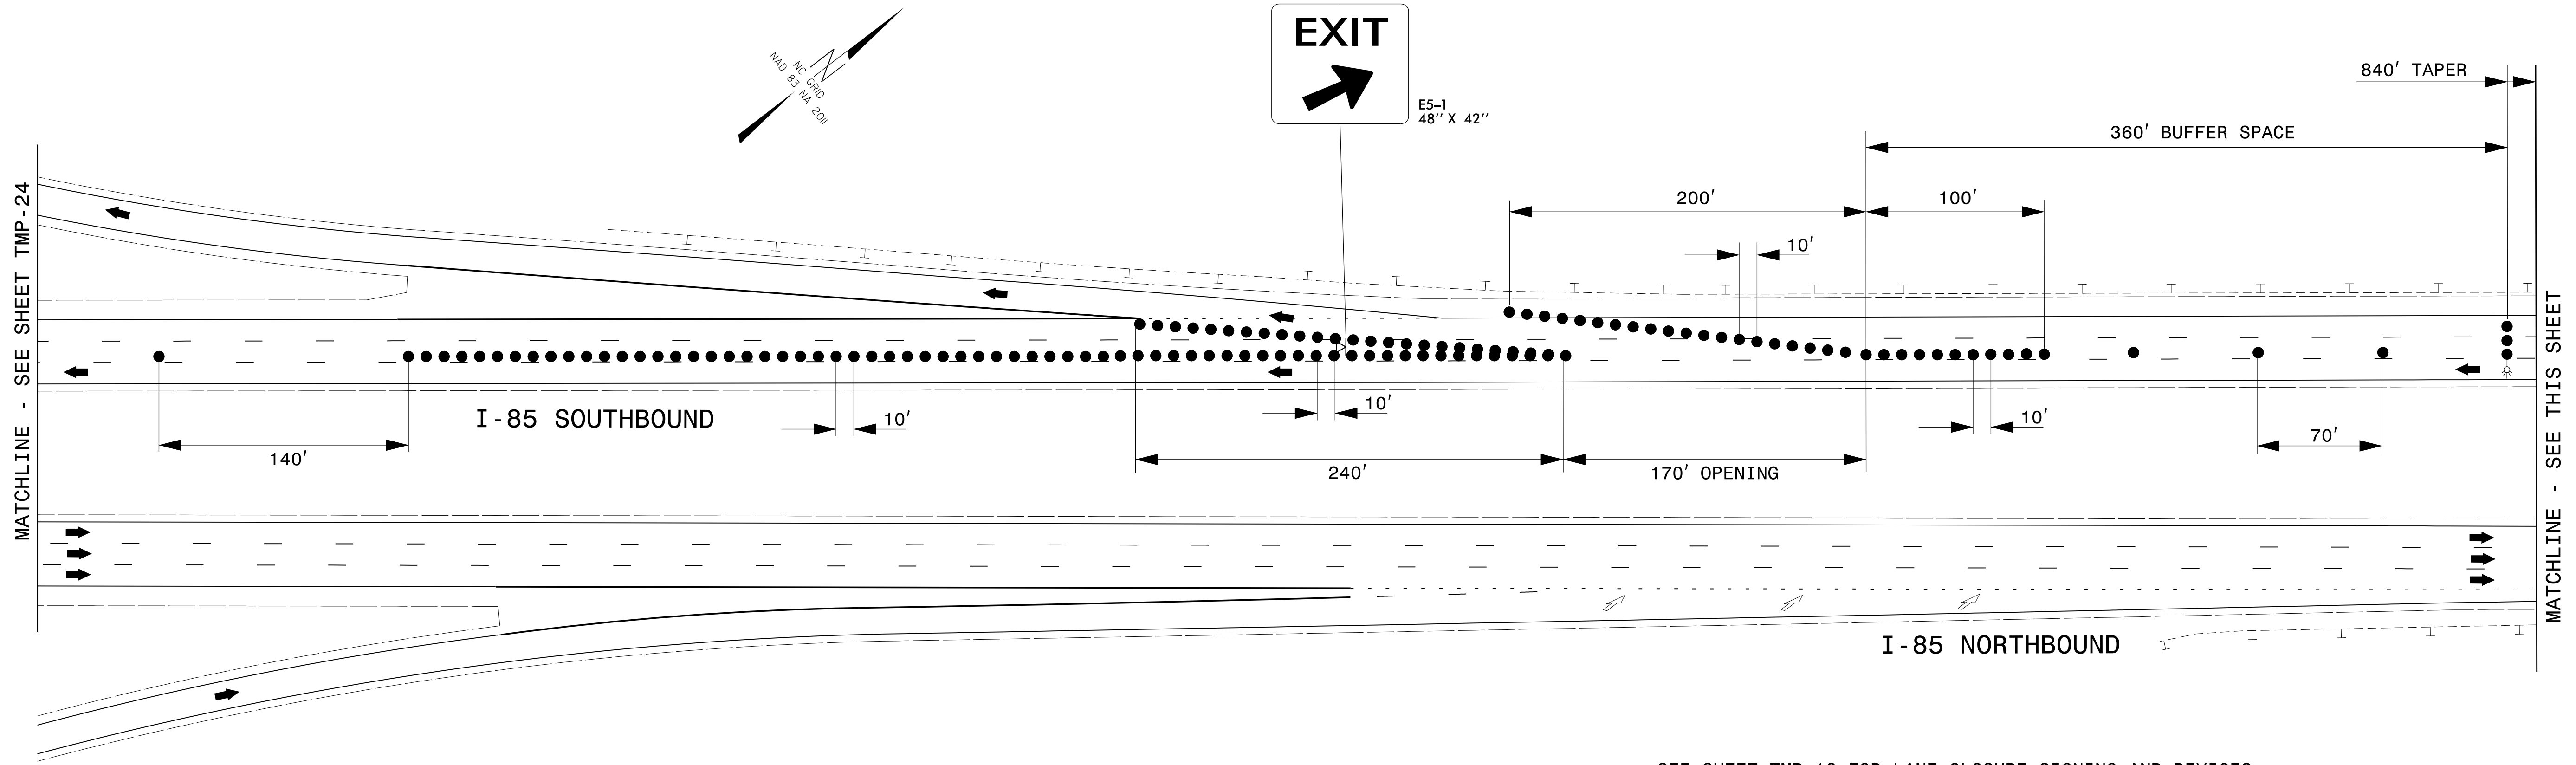 EXIT
E5-1
48'' X 42''
NC GRID
NAD 83 NA 2011
840' TAPER
360' BUFFER SPACE
200'
100'
10'
MATCHLINE - SEE SHEET TMP-24
MATCHLINE - SEE THIS SHEET
I-85 SOUTHBOUND
10'
10'
10'
140'
70'
240'
170' OPENING
I-85 NORTHBOUND